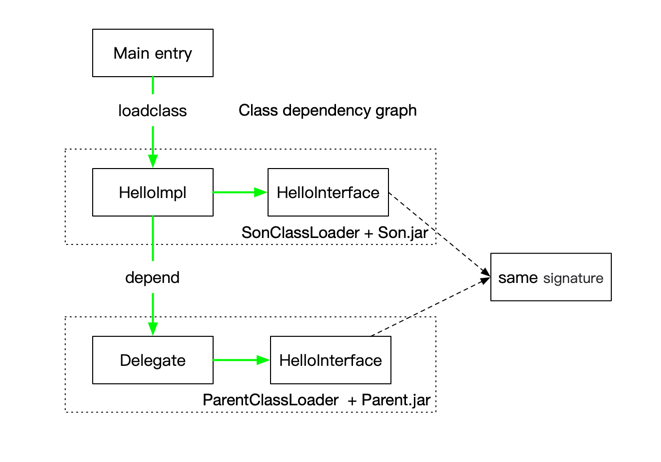 Main entry
loadclass
Class dependency graph
HelloImpl
HelloInterface
SonClassLoader + Son.jar
depend
same signature
Delegate
HelloInterface
ParentClassLoader + Parent.jar